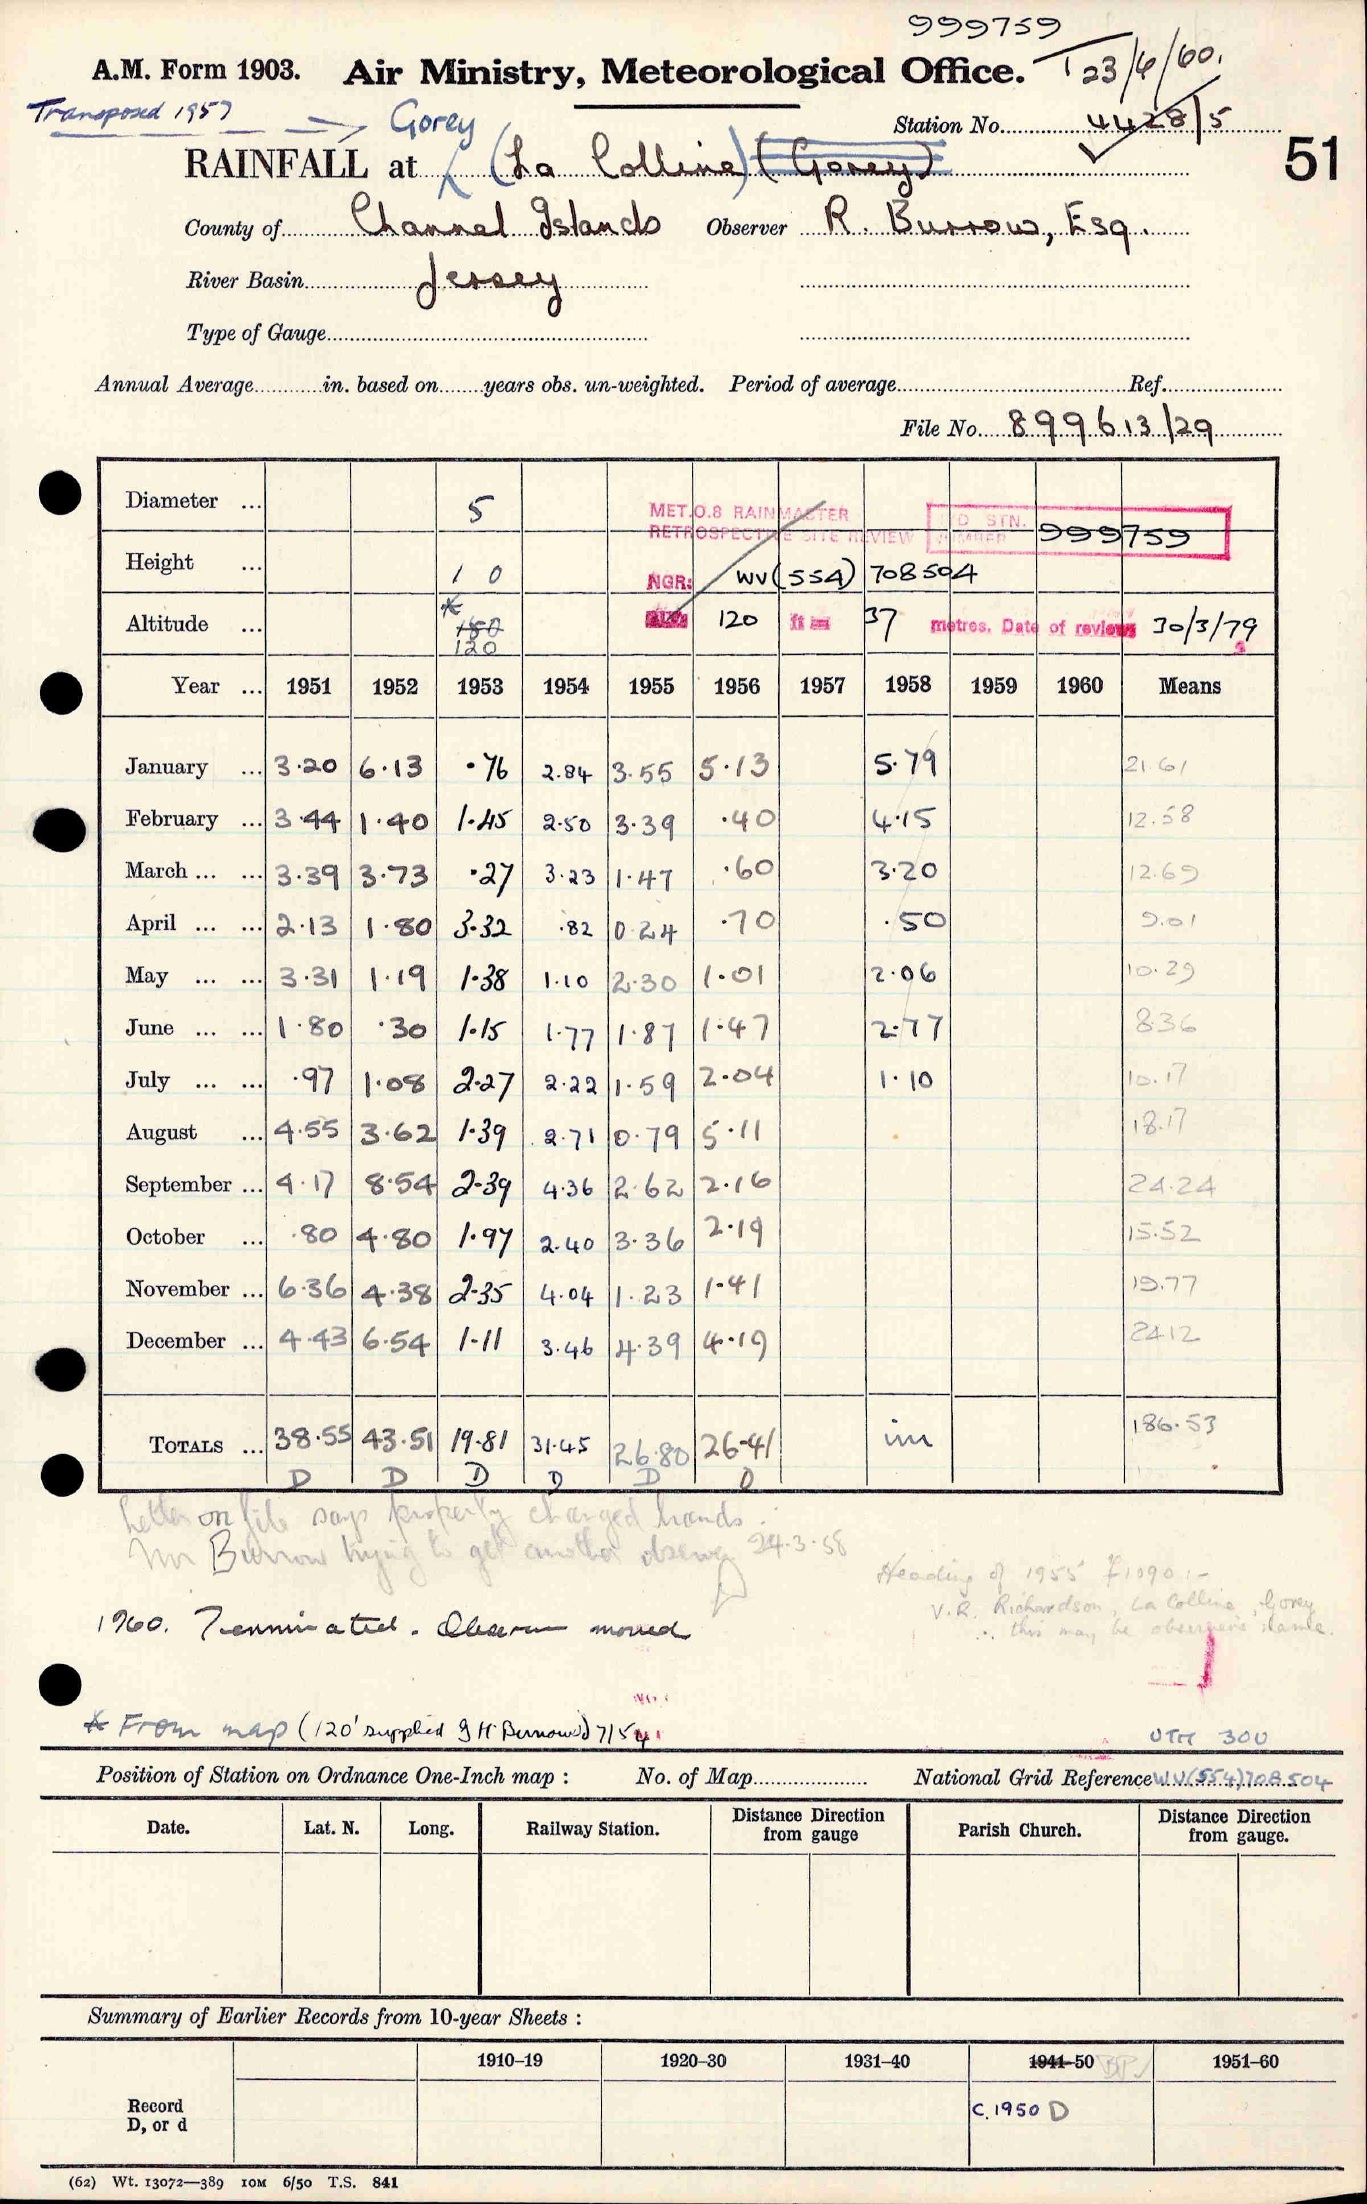 999759
A.M. Form 1903. Air Ministry, Meteorological Office. T 23/6/60.
Transposed 1957 Gorey
Station No. 4428/5
RAINFALL at (La Colline) (Gorey) 51
County of Channel Islands Observer R. Burrow, Esq.
River Basin Jersey
Type of Gauge
Annual Average in. based on years obs. un-weighted. Period of average Ref.
File No. 899613/29
Diameter ... 5 MET.O.8 RAINMASTER STN.
RETROSPECTIVE SITE REVIEW NUMBER 999759
Height ... 1 0 NGR: WV(554) 708504
Altitude ... * 180 120 120 ft 37 metres. Date of review 30/3/79
Year ... 1951 1952 1953 1954 1955 1956 1957 1958 1959 1960 Means
January ... 3.20 6.13 .76 2.84 3.55 5.13 5.79 21.61
February ... 3.44 1.40 1.45 2.50 3.39 .40 4.15 12.58
March ... ... 3.39 3.73 .27 3.23 1.47 .60 3.20 12.69
April ... ... 2.13 1.80 3.32 .82 0.24 .70 .50 9.01
May ... ... 3.31 1.19 1.38 1.10 2.30 1.01 2.06 10.29
June ... ... 1.80 .30 1.15 1.77 1.87 1.47 2.77 8.36
July ... ... .97 1.08 2.27 2.22 1.59 2.04 1.10 10.17
August ... 4.55 3.62 1.39 2.71 0.79 5.11 18.17
September ... 4.17 8.54 2.39 4.36 2.62 2.16 24.24
October ... .80 4.80 1.97 2.40 3.36 2.19 15.52
November ... 6.36 4.38 2.35 4.04 1.23 1.41 19.77
December ... 4.43 6.54 1.11 3.46 4.39 4.19 24.12
TOTALS ... 38.55 43.51 19.81 31.45 26.80 26.41 im 186.53
D D D D D D
Letter on file says property changed hands.
Mr Burrow trying to get another observer 24.3.58
Heading of 1955 F1090:-
V.R. Richardson, La Colline, Gorey
∴ this may be observer's name.
1960. Terminated. Observer moved
* From map (120' supplied Burrow) 7/54
UTM 300
Position of Station on Ordnance One-Inch map : No. of Map National Grid Reference WV(554)708504
Date. Lat. N. Long. Railway Station. Distance Direction from gauge Parish Church. Distance Direction from gauge.
Summary of Earlier Records from 10-year Sheets :
1910–19 1920–30 1931–40 1941–50 1951–60
Record
D, or d C.1950 D
(62) Wt. 13072—389 10M 6/50 T.S. 841